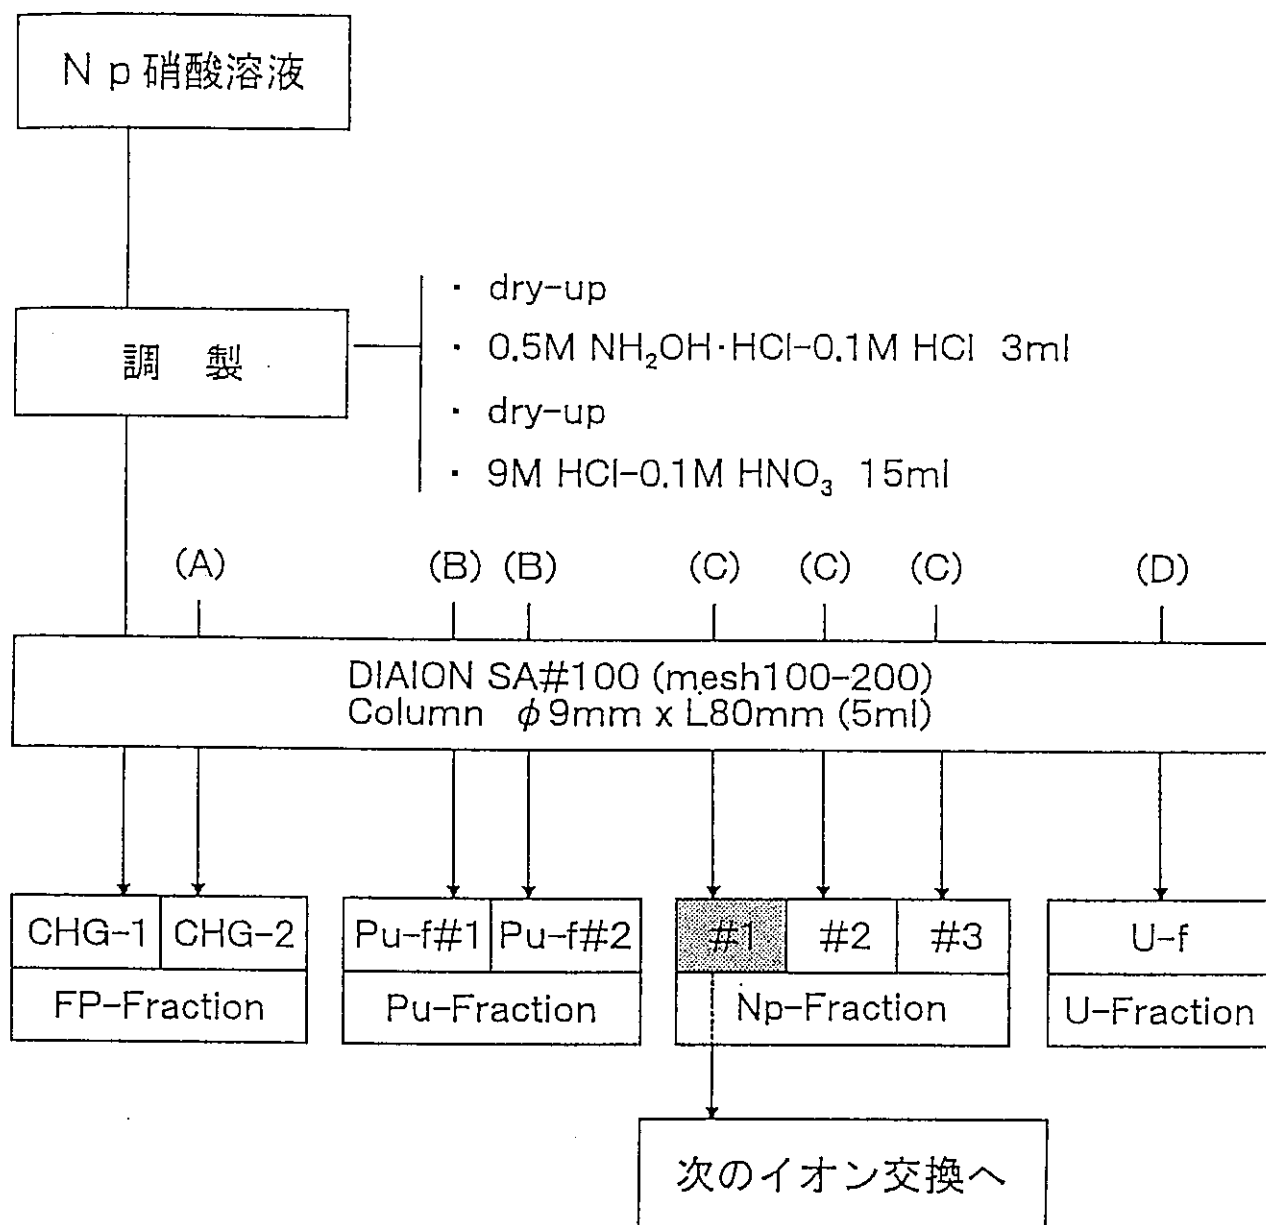 Np硝酸溶液
調 製
・ dry-up
・ 0.5M NH₂OH·HCl-0.1M HCl 3ml
・ dry-up
・ 9M HCl-0.1M HNO₃ 15ml
(A) (B) (B) (C) (C) (C) (D)
DIAION SA#100 (mesh100-200)
Column φ9mm x L80mm (5ml)
CHG-1 CHG-2 Pu-f#1 Pu-f#2 #1 #2 #3 U-f
FP-Fraction Pu-Fraction Np-Fraction U-Fraction
次のイオン交換へ